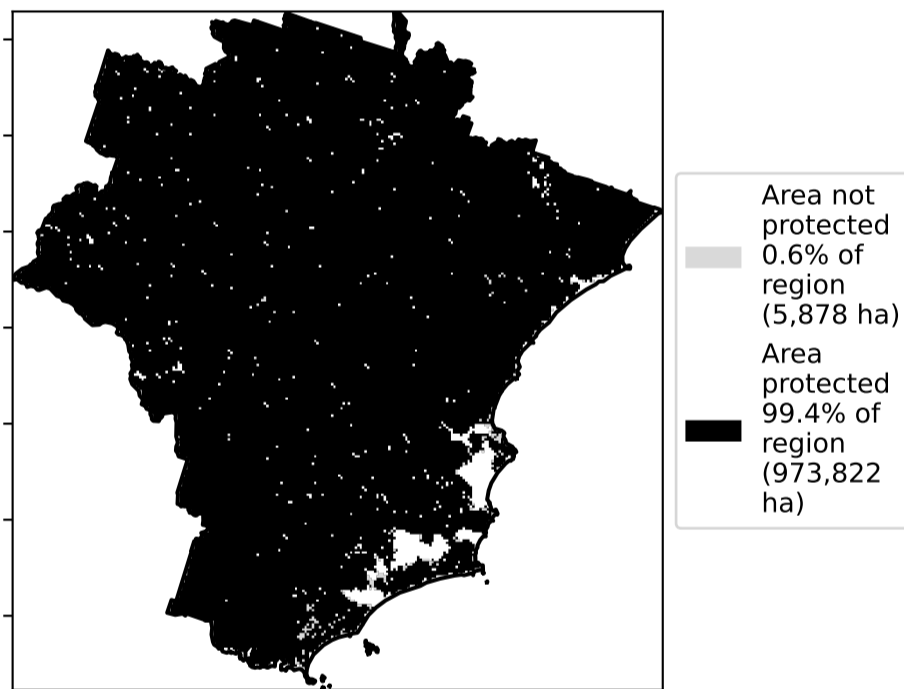 Area not
protected
0.6% of
region
(5,878 ha)
Area
protected
99.4% of
region
(973,822
ha)